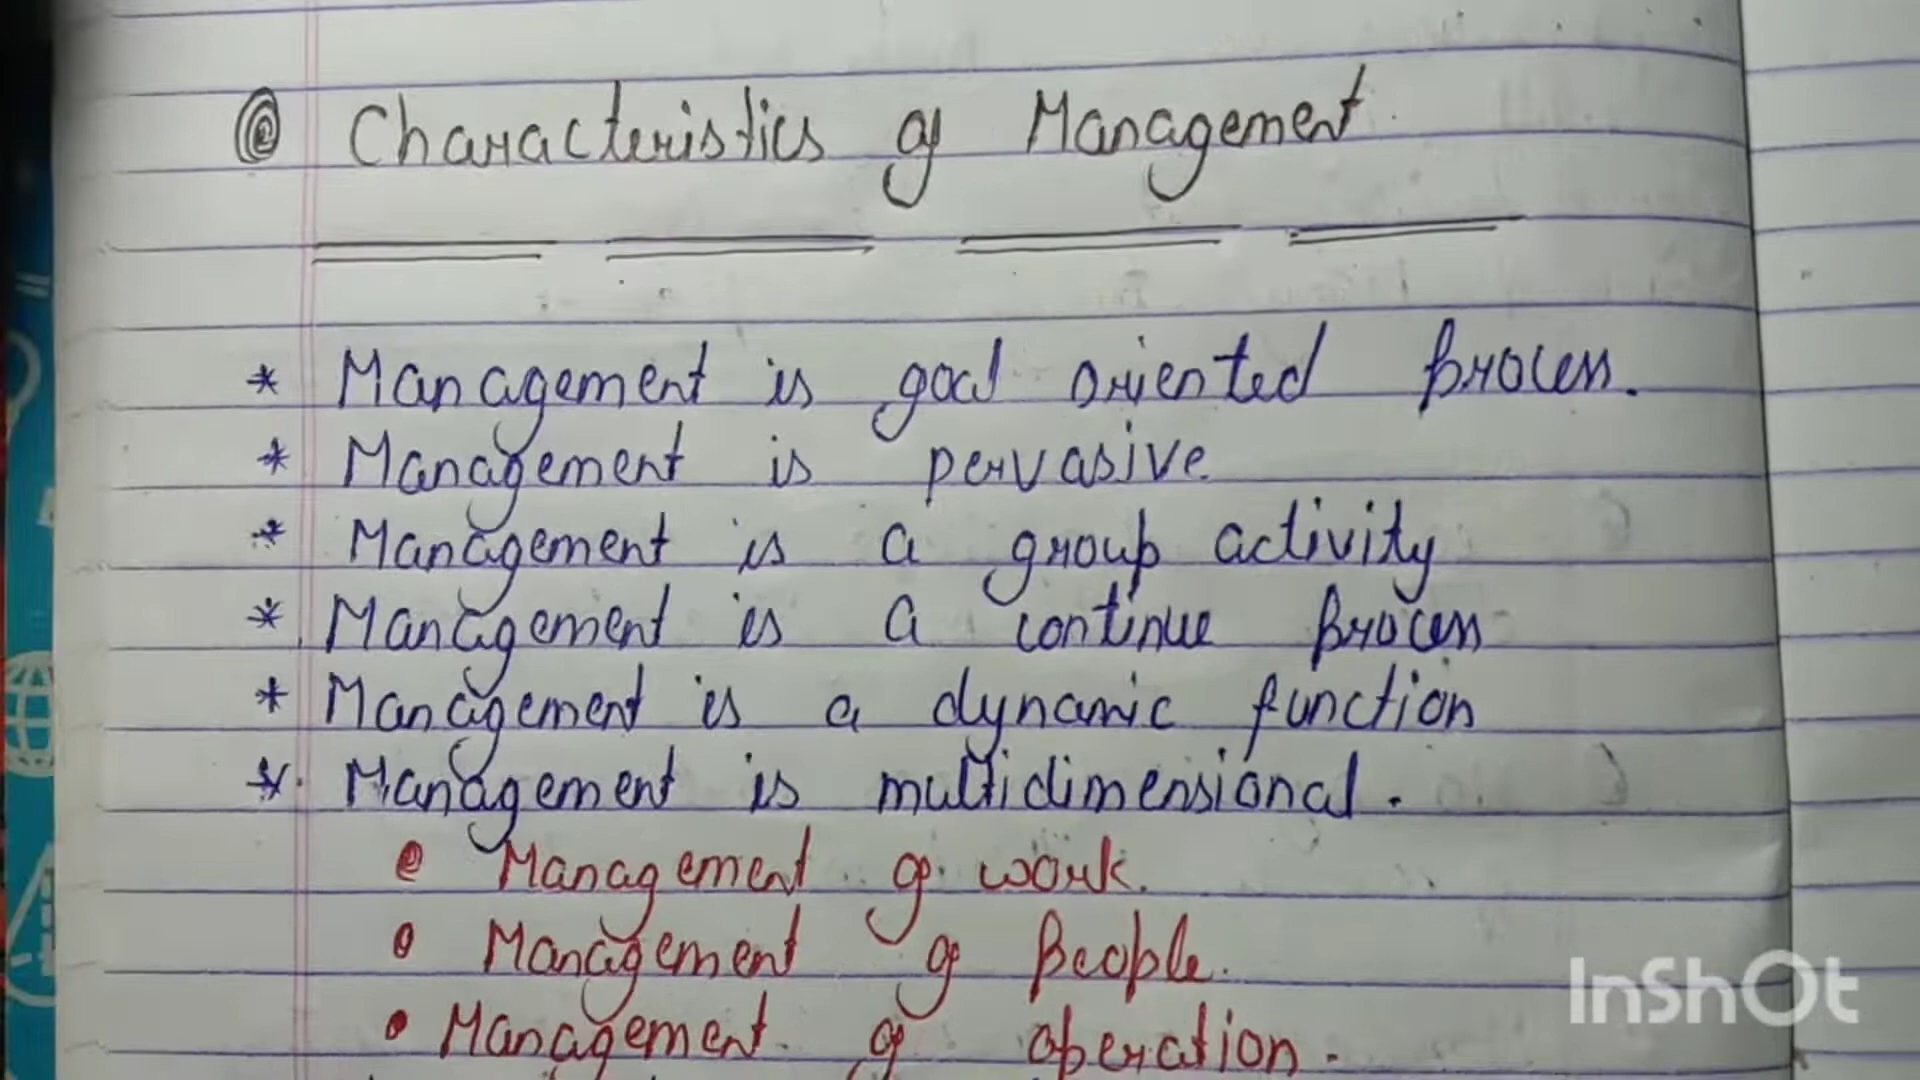 Characteristics of Management
* Management is goal oriented process.
* Management is pervasive
* Management is a group activity
* Management is a continue process
* Management is a dynamic function
* Management is multidimensional.
• Management of work.
• Management of People.
• Management of operation.
InShOt